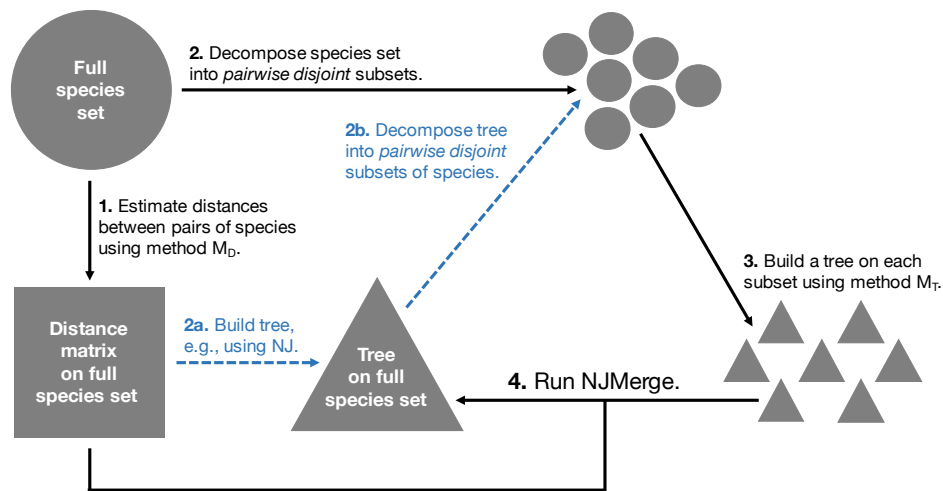 Full
species
set
2. Decompose species set
into pairwise disjoint subsets.
2b. Decompose tree
into pairwise disjoint
subsets of species.
1. Estimate distances
between pairs of species
using method M_D.
3. Build a tree on each
subset using method M_T.
Distance
matrix
on full
species set
2a. Build tree,
e.g., using NJ.
Tree
on full
species set
4. Run NJMerge.